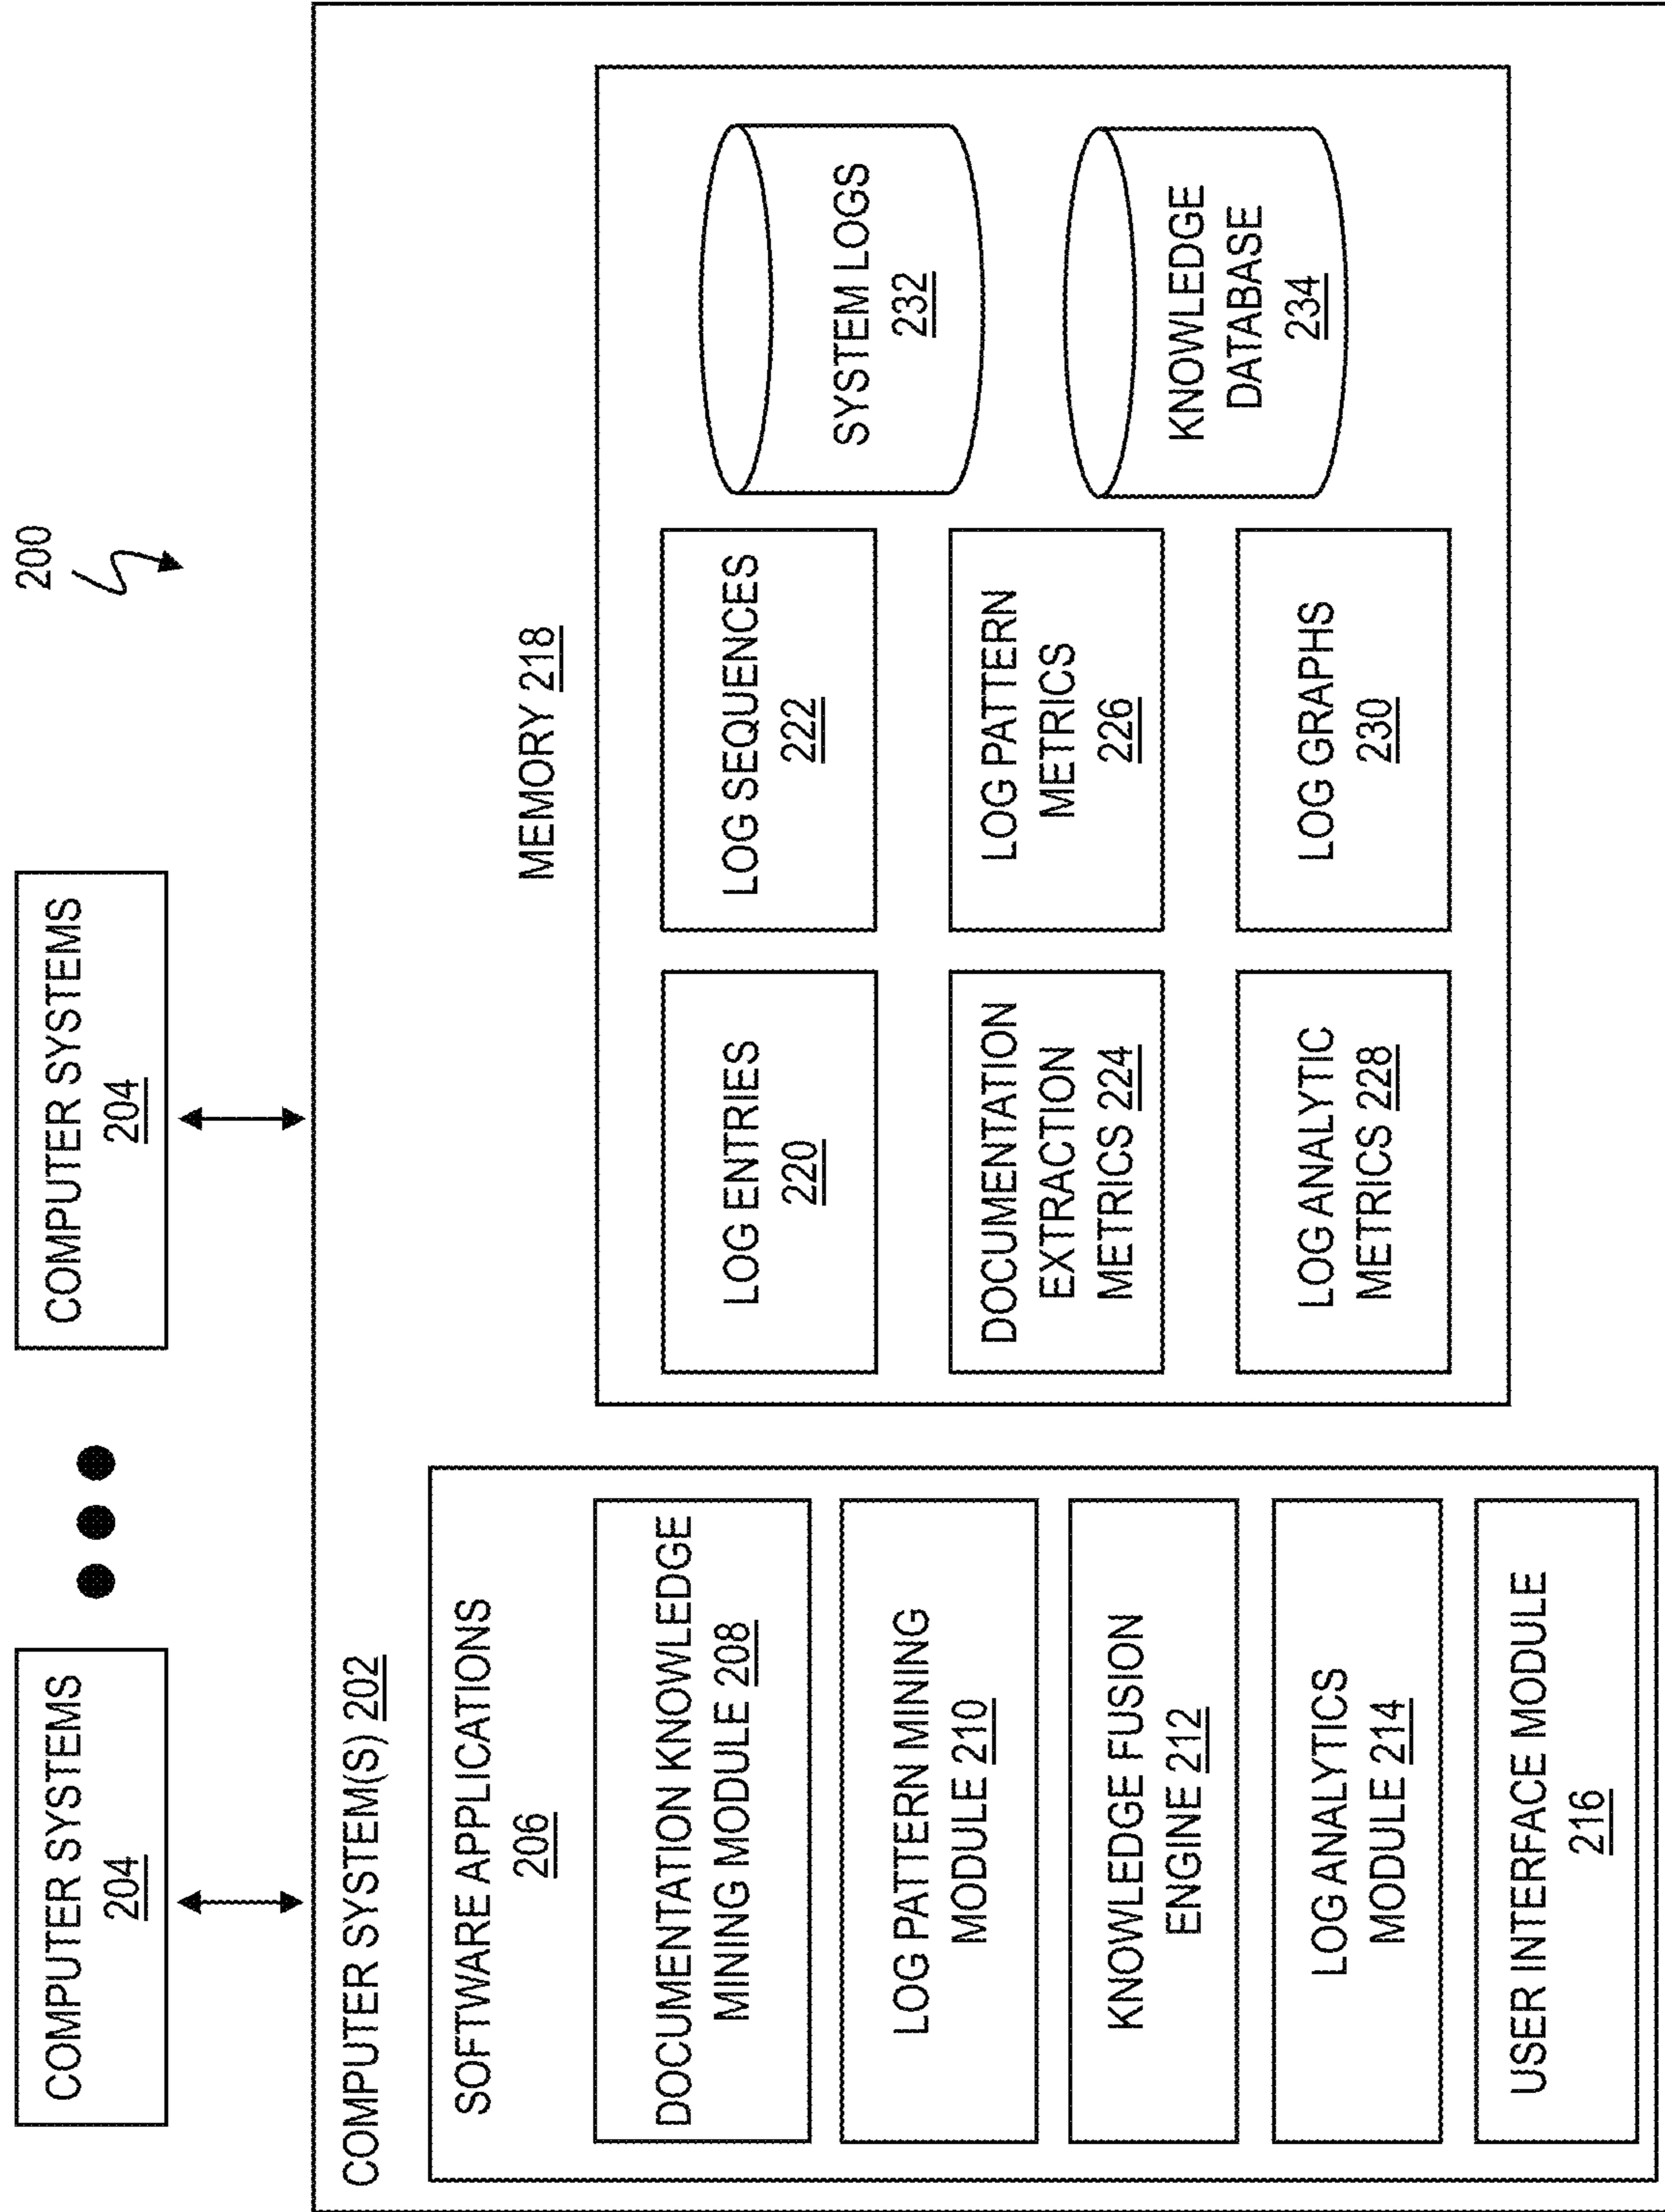 200
COMPUTER SYSTEMS
204
COMPUTER SYSTEMS
204
COMPUTER SYSTEM(S) 202
SOFTWARE APPLICATIONS
206
DOCUMENTATION KNOWLEDGE
MINING MODULE 208
LOG PATTERN MINING
MODULE 210
KNOWLEDGE FUSION
ENGINE 212
LOG ANALYTICS
MODULE 214
USER INTERFACE MODULE
216
MEMORY 218
LOG ENTRIES
220
LOG SEQUENCES
222
DOCUMENTATION
EXTRACTION
METRICS 224
LOG PATTERN
METRICS
226
LOG ANALYTIC
METRICS 228
LOG GRAPHS
230
SYSTEM LOGS
232
KNOWLEDGE
DATABASE
234